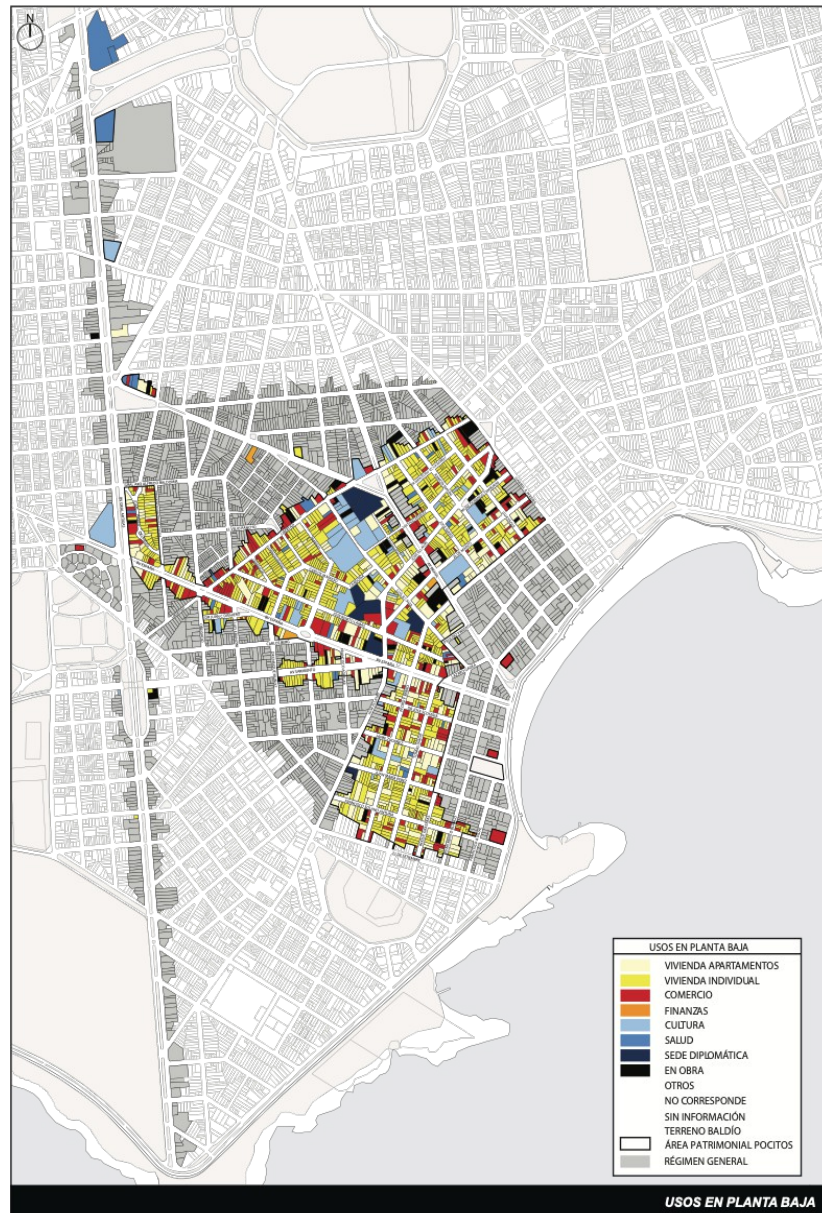 N
USOS EN PLANTA BAJA
VIVIENDA APARTAMENTOS
VIVIENDA INDIVIDUAL
COMERCIO
FINANZAS
CULTURA
SALUD
SEDE DIPLOMÁTICA
EN OBRA
OTROS
NO CORRESPONDE
SIN INFORMACIÓN
TERRENO BALDÍO
ÁREA PATRIMONIAL POCITOS
RÉGIMEN GENERAL
USOS EN PLANTA BAJA